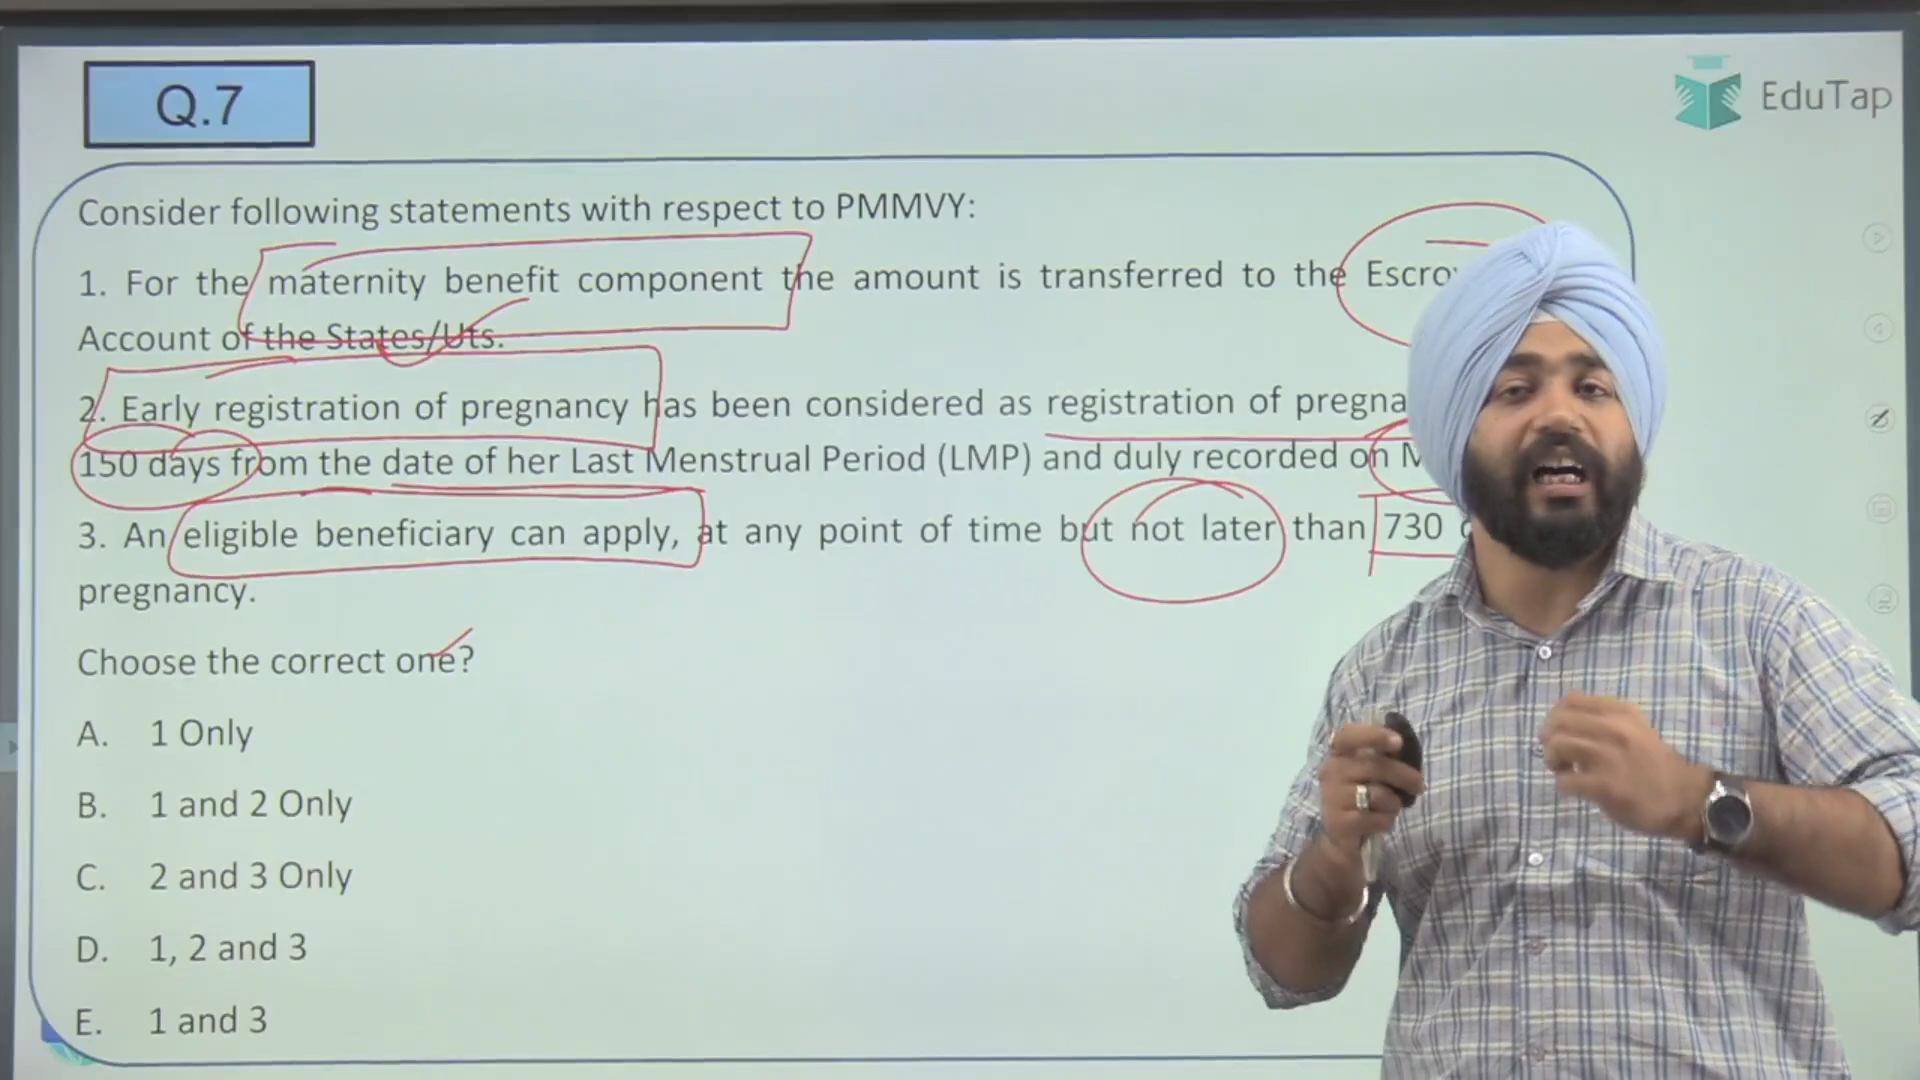 Q.7
EduTap
Consider following statements with respect to PMMVY:
1. For the maternity benefit component the amount is transferred to the
Account of the States/Uts.
2. Early registration of pregnancy has been considered as registration of
150 days from the date of her Last Menstrual Period (LMP) and duly recorded on
3. An eligible beneficiary can apply, at any point of time but not later than 730
pregnancy.
Choose the correct one?
A. 1 Only
B. 1 and 2 Only
C. 2 and 3 Only
D. 1, 2 and 3
E. 1 and 3